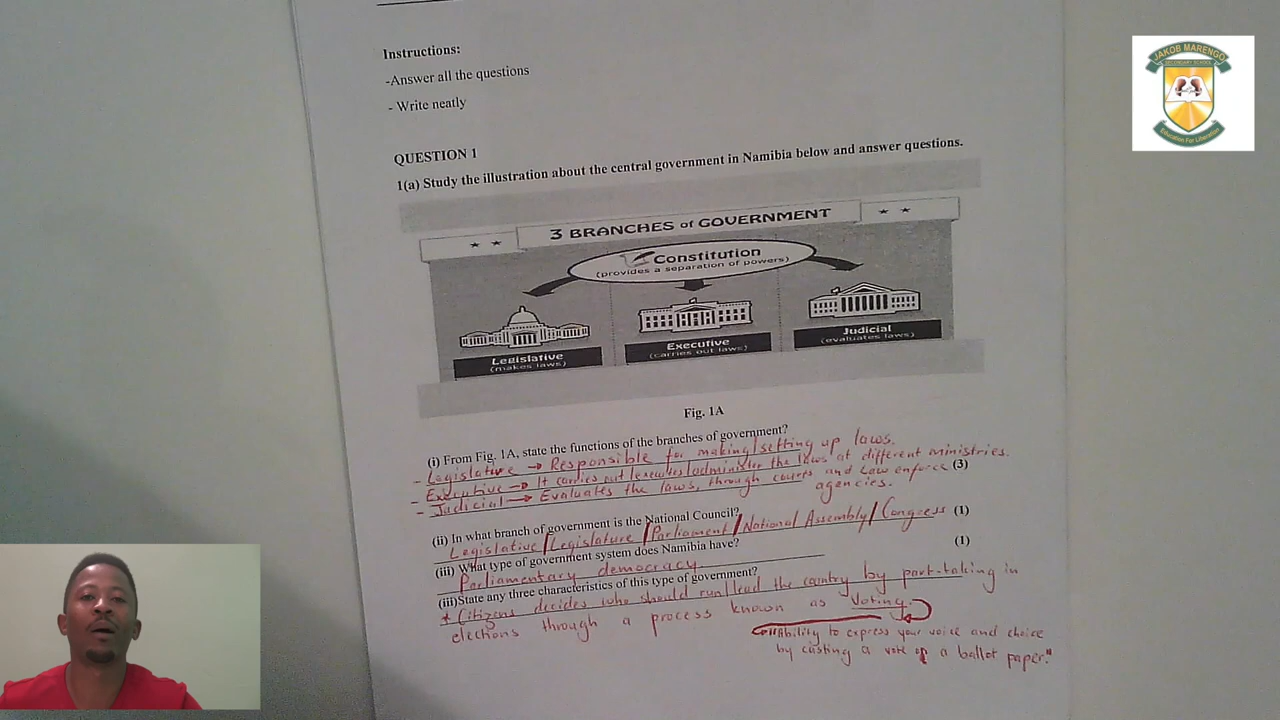 JAKOB MARENGO
SECONDARY SCHOOL
Education For Liberation
Instructions:
-Answer all the questions
- Write neatly
QUESTION 1
1(a) Study the illustration about the central government in Namibia below and answer questions.
3 BRANCHES of GOVERNMENT
Constitution
(provides a separation of powers)
Legislative
(makes laws)
Executive
(carries out laws)
Judicial
(evaluates laws)
Fig. 1A
(i) From Fig. 1A, state the functions of the branches of government?
- Legislature → Responsible for making/setting up laws.
- Executive → It carries out/executes/administer the laws at different ministries.
- Judicial → Evaluates the laws, through courts and Law enforce (3)
agencies.
(ii) In what branch of government is the National Council?
Legislative/Legislature/Parliament/National Assembly/Congress (1)
(iii) What type of government system does Namibia have? (1)
Parliamentary democracy.
(iii)State any three characteristics of this type of government?
* Citizens decides who should run/lead the country by part-taking in
elections through a process known as Voting.
Ability to express your voice and choice
by casting a vote of a ballot paper."